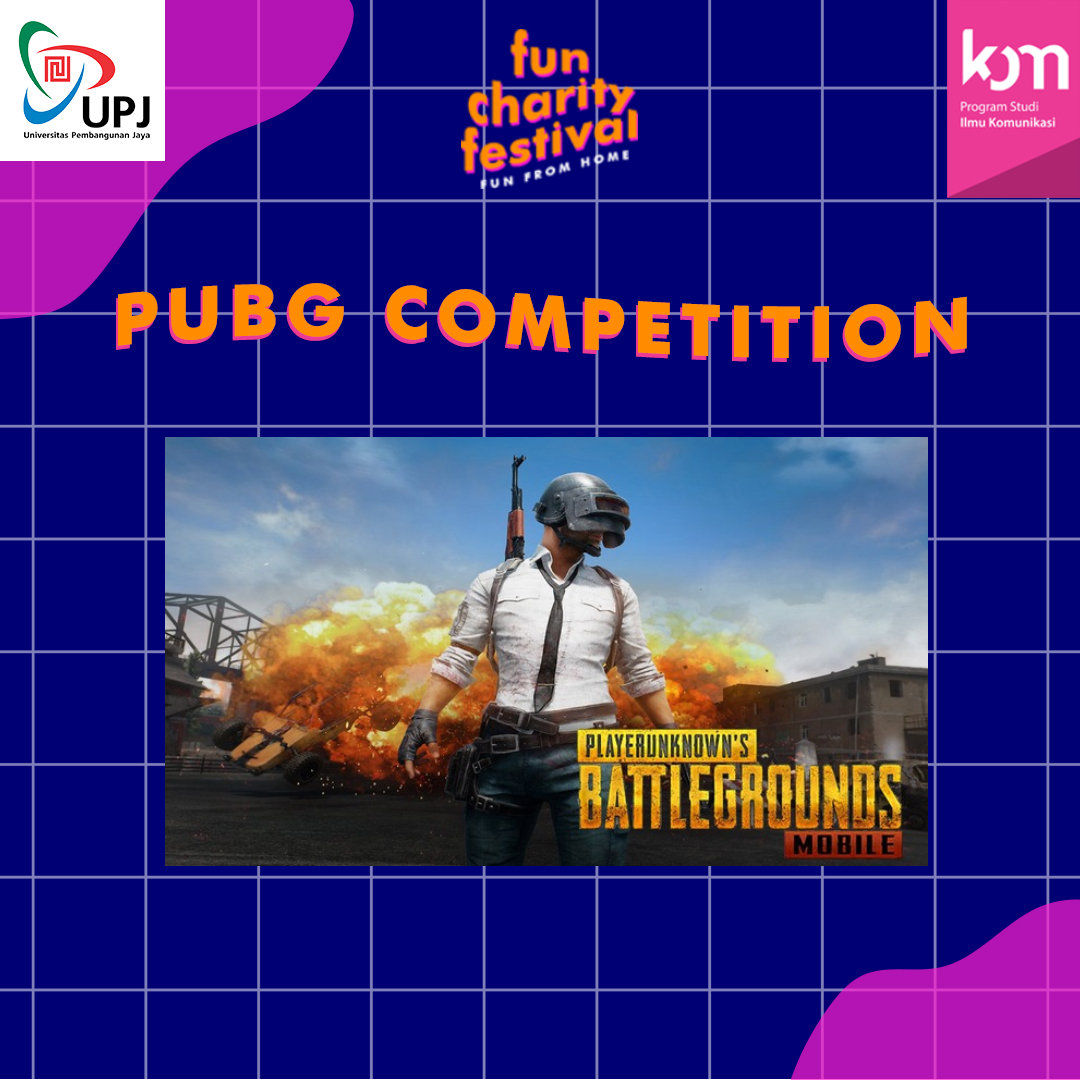 UPJ
Universitas Pembangunan Jaya
fun
charity
festival
FUN FROM HOME
kom
Program Studi
Ilmu Komunikasi
PUBG COMPETITION
PLAYERUNKNOWN'S
BATTLEGROUNDS
MOBILE